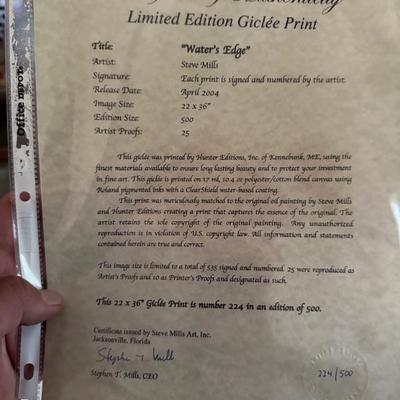 Limited Edition Giclée Print
Title: "Water's Edge"
Artist: Steve Mills
Signature: Each print is signed and numbered by the artist.
Release Date: April 2004
Image Size: 22 x 36"
Edition Size: 500
Artist Proofs: 25
This giclée was printed by Hunter Editions, Inc. of Kennebunk, ME, using the
finest materials available to ensure long lasting beauty and to protect your investment
in fine art. This giclée is printed on 17 mil, 10.4 oz polyester/cotton blend canvas using
Roland pigmented inks with a ClearShield water-based coating.
This print was meticulously matched to the original oil painting by Steve Mills
and Hunter Editions creating a print that captures the essence of the original. The
artist retains the sole copyright of the original painting. Any unauthorized
reproduction is in violation of U.S. copyright law. All information and statements
contained herein are true and correct.
This image size is limited to a total of 535 signed and numbered. 25 were reproduced as
Artist's Proofs and 10 as Printer's Proofs and designated as such.
This 22 x 36" Giclée Print is number 224 in an edition of 500.
Certificate issued by Steve Mills Art, Inc.
Jacksonville, Florida
Stephen T. Mills
Stephen T. Mills, CEO
224/500